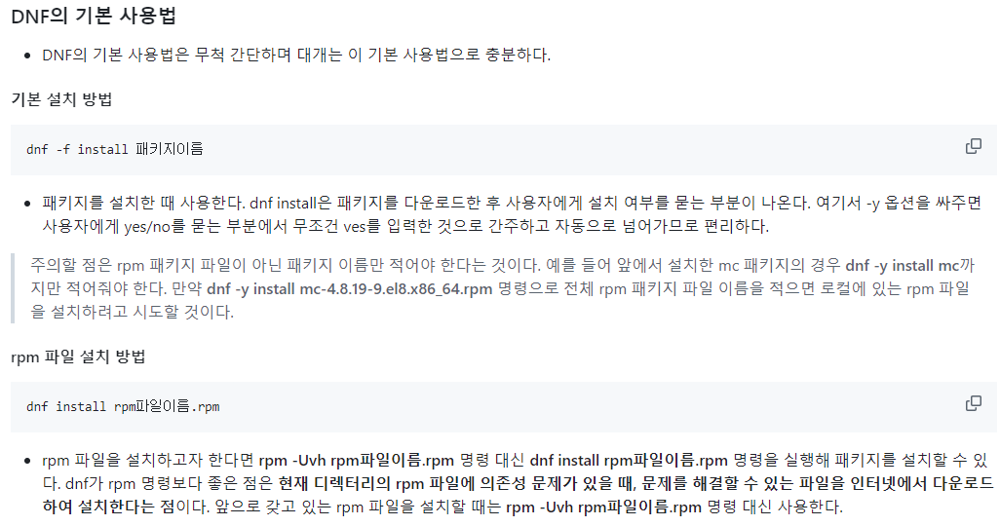 DNF의 기본 사용법
• DNF의 기본 사용법은 무척 간단하며 대개는 이 기본 사용법으로 충분하다.
기본 설치 방법
dnf -f install 패키지이름
• 패키지를 설치한 때 사용한다. dnf install은 패키지를 다운로드한 후 사용자에게 설치 여부를 묻는 부분이 나온다. 여기서 -y 옵션을 싸주면
사용자에게 yes/no를 묻는 부분에서 무조건 ves를 입력한 것으로 간주하고 자동으로 넘어가므로 편리하다.
주의할 점은 rpm 패키지 파일이 아닌 패키지 이름만 적어야 한다는 것이다. 예를 들어 앞에서 설치한 mc 패키지의 경우 dnf -y install mc까
지만 적어줘야 한다. 만약 dnf -y install mc-4.8.19-9.el8.x86_64.rpm 명령으로 전체 rpm 패키지 파일 이름을 적으면 로컬에 있는 rpm 파일
을 설치하려고 시도할 것이다.
rpm 파일 설치 방법
dnf install rpm파일이름.rpm
• rpm 파일을 설치하고자 한다면 rpm -Uvh rpm파일이름.rpm 명령 대신 dnf install rpm파일이름.rpm 명령을 실행해 패키지를 설치할 수 있
다. dnf가 rpm 명령보다 좋은 점은 현재 디렉터리의 rpm 파일에 의존성 문제가 있을 때, 문제를 해결할 수 있는 파일을 인터넷에서 다운로드
하여 설치한다는 점이다. 앞으로 갖고 있는 rpm 파일을 설치할 때는 rpm -Uvh rpm파일이름.rpm 명령 대신 사용한다.